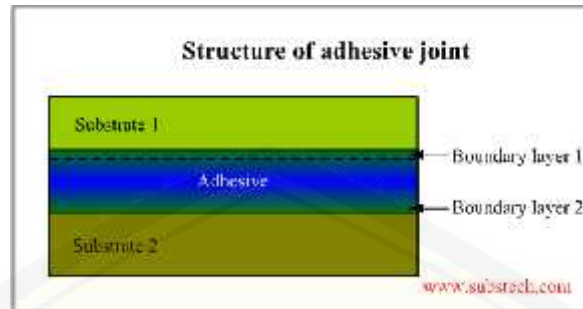 Structure of adhesive joint
Substrate 1
Boundary layer 1
Adhesive
Boundary layer 2
Substrate 2
www.substech.com